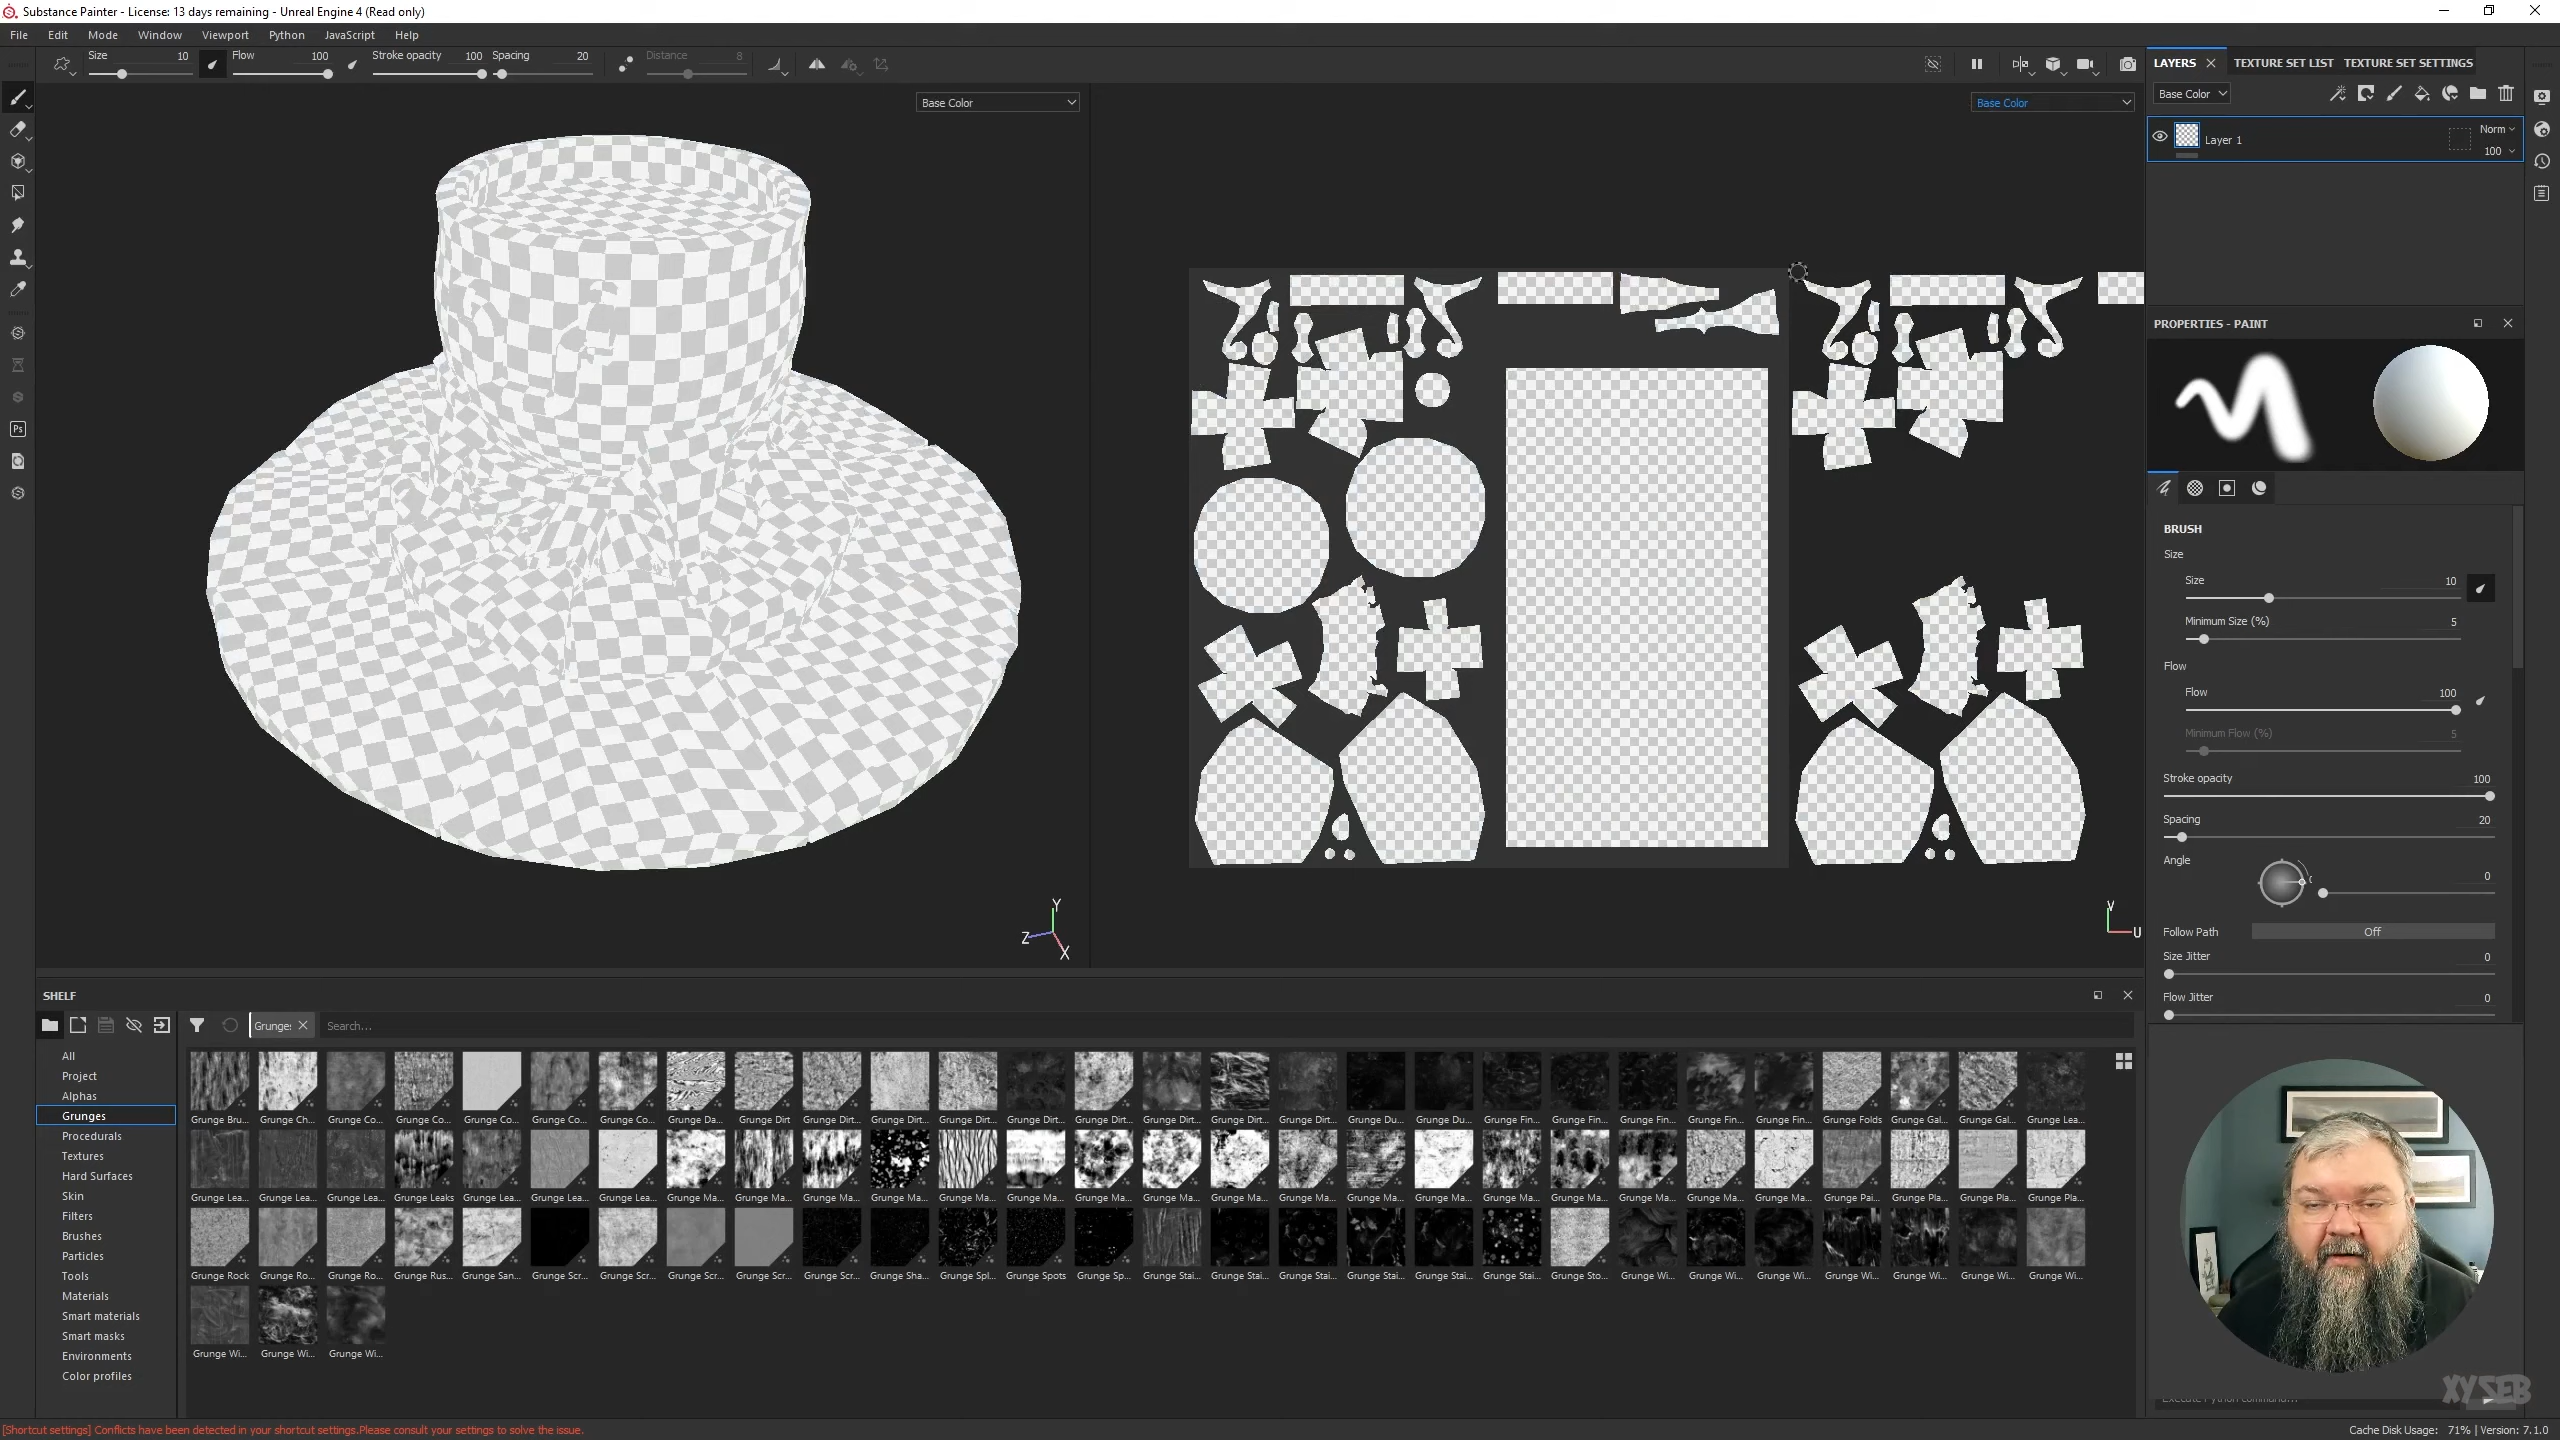 Substance Painter - License: 13 days remaining - Unreal Engine 4 (Read only)
File Edit Mode Window Viewport Python JavaScript Help
Size 10 Flow 100 Stroke opacity 100 Spacing 20 Distance 8
Base Color
Base Color
Z Y X
V U
LAYERS TEXTURE SET LIST TEXTURE SET SETTINGS
Base Color
Layer 1
Norm
100
PROPERTIES - PAINT
BRUSH
Size
Size 10
Minimum Size (%) 5
Flow
Flow 100
Minimum Flow (%) 5
Stroke opacity 100
Spacing 20
Angle 0
Follow Path Off
Size Jitter 0
Flow Jitter 0
SHELF
Grunge: Search...
All
Project
Alphas
Grunges
Procedurals
Textures
Hard Surfaces
Skin
Filters
Brushes
Particles
Tools
Materials
Smart materials
Smart masks
Environments
Color profiles
Grunge Bru... Grunge Ch... Grunge Co... Grunge Co... Grunge Co... Grunge Co... Grunge Co... Grunge Da... Grunge Dirt Grunge Dirt... Grunge Dirt... Grunge Dirt... Grunge Dirt... Grunge Dirt... Grunge Dirt... Grunge Dirt... Grunge Dirt... Grunge Du... Grunge Du... Grunge Fin... Grunge Fin... Grunge Fin... Grunge Fin... Grunge Fin... Grunge Folds Grunge Gal... Grunge Gal... Grunge Lea...
Grunge Lea... Grunge Lea... Grunge Lea... Grunge Leaks Grunge Lea... Grunge Lea... Grunge Lea... Grunge Ma... Grunge Ma... Grunge Ma... Grunge Ma... Grunge Ma... Grunge Ma... Grunge Ma... Grunge Ma... Grunge Ma... Grunge Ma... Grunge Ma... Grunge Ma... Grunge Ma... Grunge Ma... Grunge Ma... Grunge Ma... Grunge Ma... Grunge Pai... Grunge Pla... Grunge Pla... Grunge Pla...
Grunge Rock Grunge Ro... Grunge Ro... Grunge Rus... Grunge San... Grunge Scr... Grunge Scr... Grunge Scr... Grunge Scr... Grunge Scr... Grunge Sha... Grunge Spl... Grunge Spots Grunge Sp... Grunge Stai... Grunge Stai... Grunge Stai... Grunge Stai... Grunge Stai... Grunge Stai... Grunge Sto... Grunge Wi... Grunge Wi... Grunge Wi... Grunge Wi... Grunge Wi... Grunge Wi... Grunge Wi...
Grunge Wi... Grunge Wi... Grunge Wi...
XYSEB
[Shortcut settings] Conflicts have been detected in your shortcut settings.Please consult your settings to solve the issue.
Cache Disk Usage: 71% | Version: 7.1.0